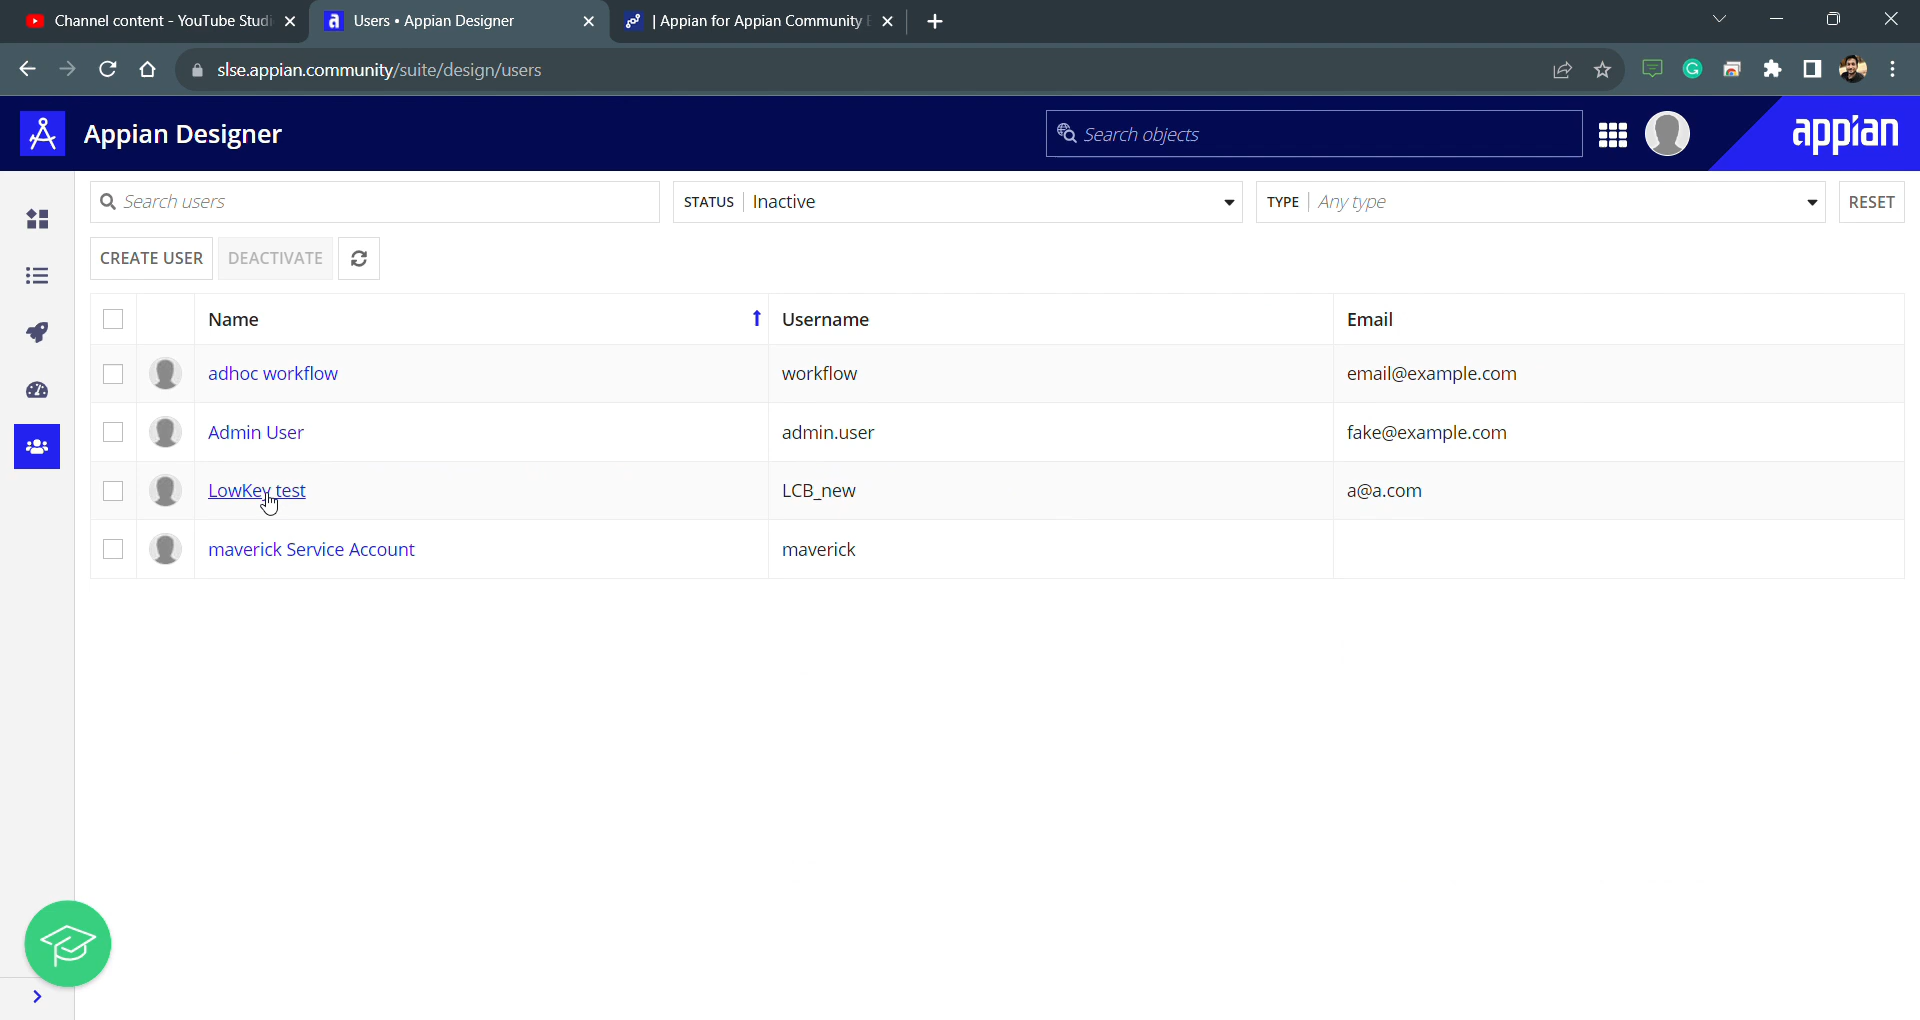 Channel content - YouTube Studi
Users • Appian Designer
| Appian for Appian Community E
slse.appian.community/suite/design/users
Appian Designer
Search objects
appian
Search users
STATUS Inactive
TYPE Any type
RESET
CREATE USER
DEACTIVATE
Name Username Email
adhoc workflow workflow email@example.com
Admin User admin.user fake@example.com
LowKey test LCB_new a@a.com
maverick Service Account maverick